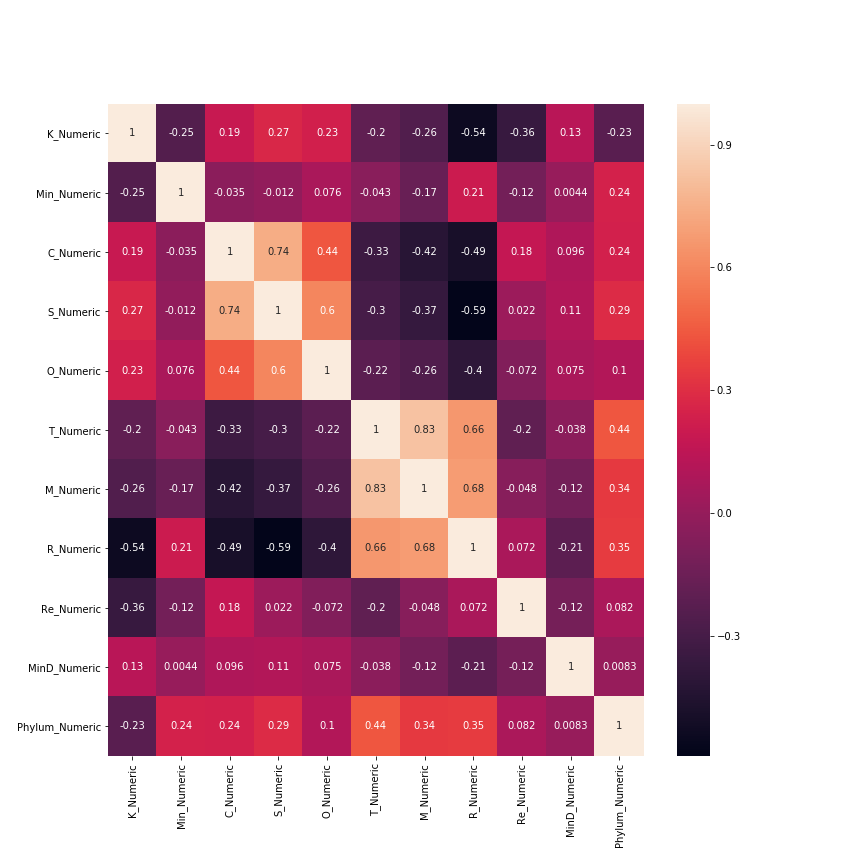 K_Numeric 1 -0.25 0.19 0.27 0.23 -0.2 -0.26 -0.54 -0.36 0.13 -0.23
Min_Numeric -0.25 1 -0.035 -0.012 0.076 -0.043 -0.17 0.21 -0.12 0.0044 0.24
C_Numeric 0.19 -0.035 1 0.74 0.44 -0.33 -0.42 -0.49 0.18 0.096 0.24
S_Numeric 0.27 -0.012 0.74 1 0.6 -0.3 -0.37 -0.59 0.022 0.11 0.29
O_Numeric 0.23 0.076 0.44 0.6 1 -0.22 -0.26 -0.4 -0.072 0.075 0.1
T_Numeric -0.2 -0.043 -0.33 -0.3 -0.22 1 0.83 0.66 -0.2 -0.038 0.44
M_Numeric -0.26 -0.17 -0.42 -0.37 -0.26 0.83 1 0.68 -0.048 -0.12 0.34
R_Numeric -0.54 0.21 -0.49 -0.59 -0.4 0.66 0.68 1 0.072 -0.21 0.35
Re_Numeric -0.36 -0.12 0.18 0.022 -0.072 -0.2 -0.048 0.072 1 -0.12 0.082
MinD_Numeric 0.13 0.0044 0.096 0.11 0.075 -0.038 -0.12 -0.21 -0.12 1 0.0083
Phylum_Numeric -0.23 0.24 0.24 0.29 0.1 0.44 0.34 0.35 0.082 0.0083 1
K_Numeric
Min_Numeric
C_Numeric
S_Numeric
O_Numeric
T_Numeric
M_Numeric
R_Numeric
Re_Numeric
MinD_Numeric
Phylum_Numeric
0.9
0.6
0.3
0.0
−0.3